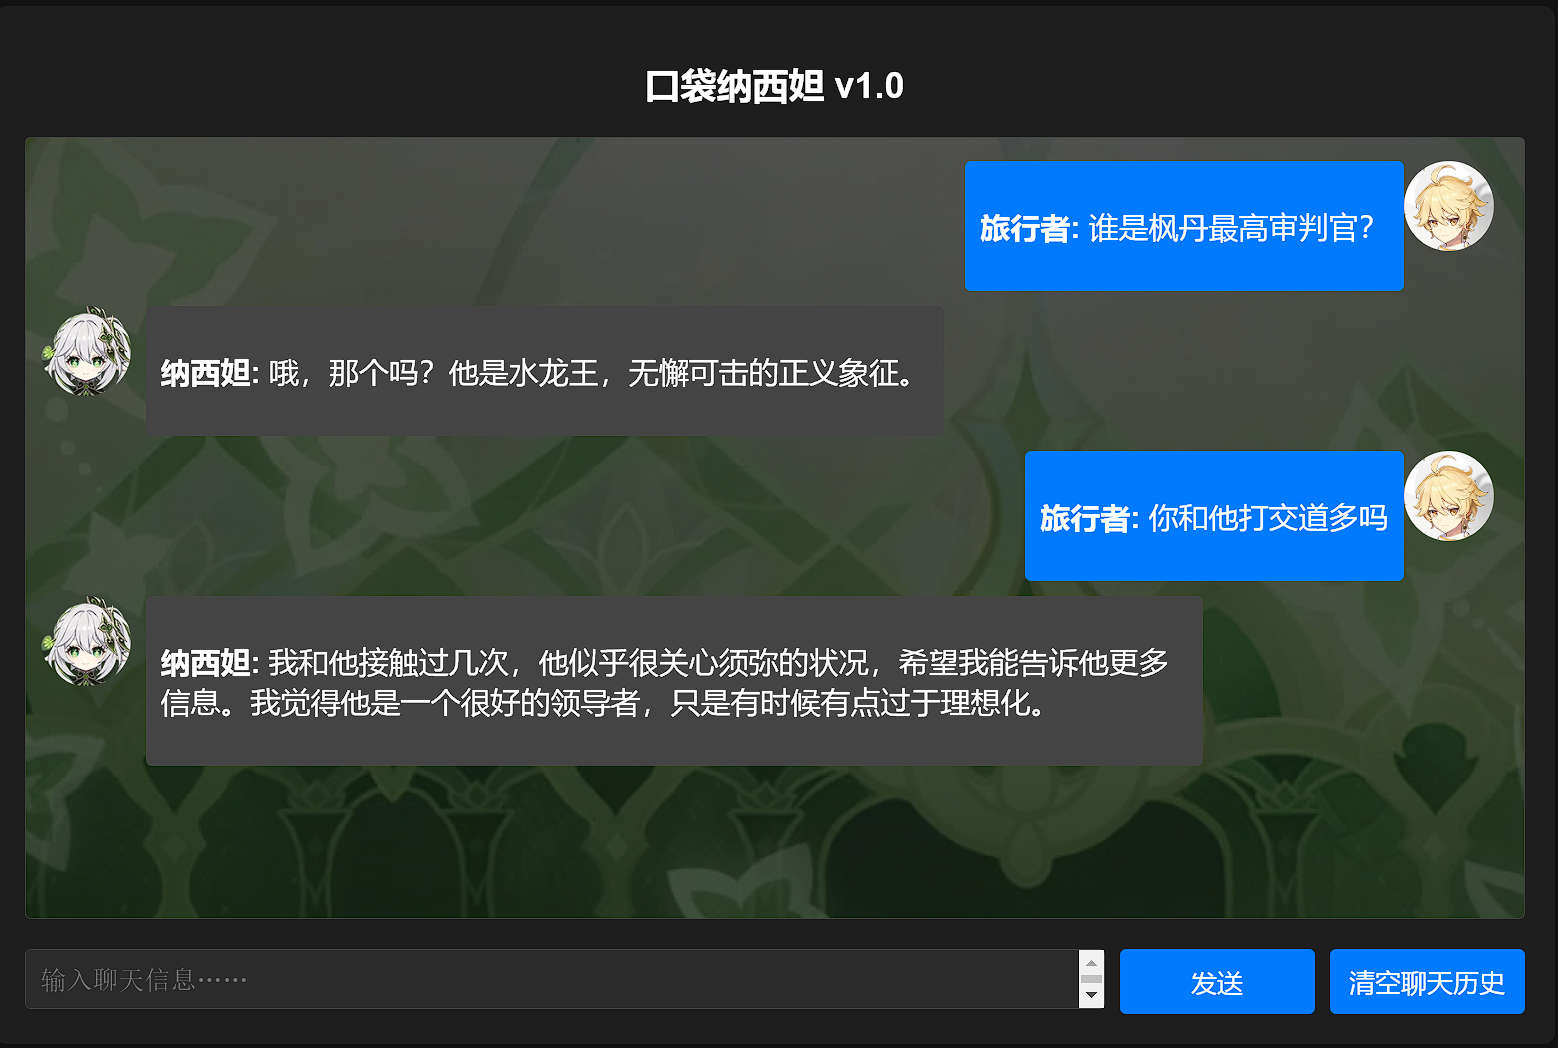 口袋纳西妲 v1.0
旅行者: 谁是枫丹最高审判官？
纳西妲: 哦，那个吗？他是水龙王，无懈可击的正义象征。
旅行者: 你和他打交道多吗
纳西妲: 我和他接触过几次，他似乎很关心须弥的状况，希望我能告诉他更多
信息。我觉得他是一个很好的领导者，只是有时候有点过于理想化。
输入聊天信息……
发送
清空聊天历史